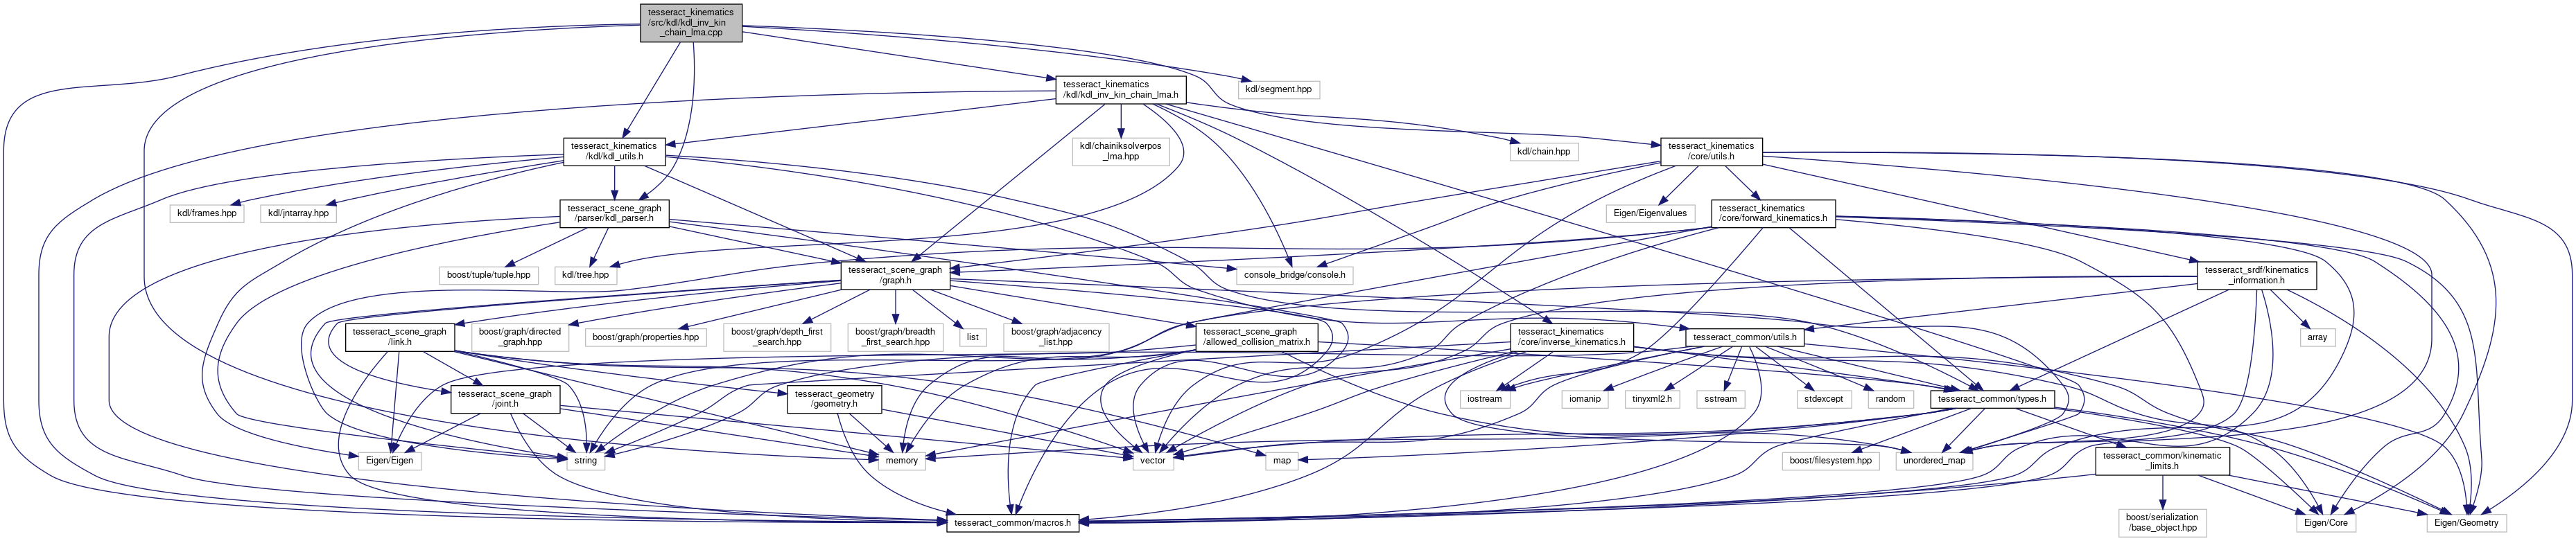 tesseract_kinematics
/src/kdl/kdl_inv_kin
_chain_lma.cpp
tesseract_kinematics
/kdl/kdl_inv_kin_chain_lma.h
kdl/segment.hpp
tesseract_kinematics
/kdl/kdl_utils.h
kdl/chainiksolverpos
_lma.hpp
kdl/chain.hpp
tesseract_kinematics
/core/utils.h
kdl/frames.hpp
kdl/jntarray.hpp
tesseract_scene_graph
/parser/kdl_parser.h
Eigen/Eigenvalues
tesseract_kinematics
/core/forward_kinematics.h
boost/tuple/tuple.hpp
kdl/tree.hpp
tesseract_scene_graph
/graph.h
console_bridge/console.h
tesseract_srdf/kinematics
_information.h
tesseract_scene_graph
/link.h
boost/graph/directed
_graph.hpp
boost/graph/properties.hpp
boost/graph/depth_first
_search.hpp
boost/graph/breadth
_first_search.hpp
list
boost/graph/adjacency
_list.hpp
tesseract_scene_graph
/allowed_collision_matrix.h
tesseract_kinematics
/core/inverse_kinematics.h
tesseract_common/utils.h
array
tesseract_scene_graph
/joint.h
tesseract_geometry
/geometry.h
iostream
iomanip
tinyxml2.h
sstream
stdexcept
random
tesseract_common/types.h
Eigen/Eigen
string
memory
vector
map
boost/filesystem.hpp
unordered_map
tesseract_common/kinematic
_limits.h
tesseract_common/macros.h
boost/serialization
/base_object.hpp
Eigen/Core
Eigen/Geometry